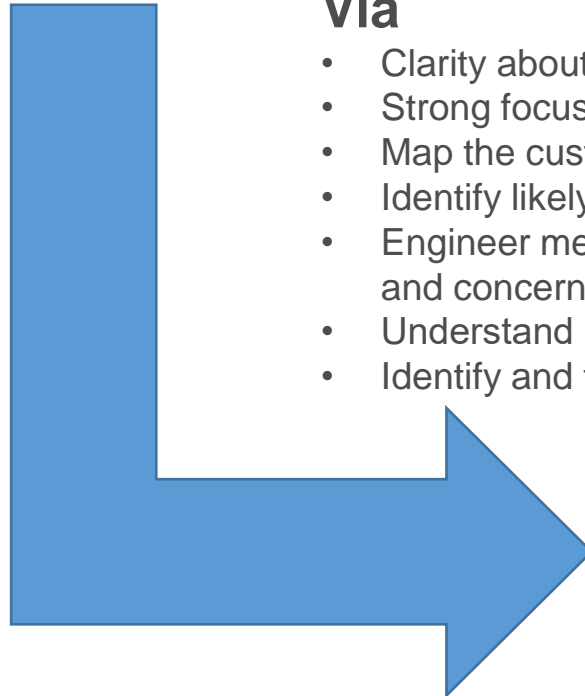 Via
• Clarity about
• Strong focus
• Map the cus
• Identify likely
• Engineer me
and concern
• Understand
• Identify and